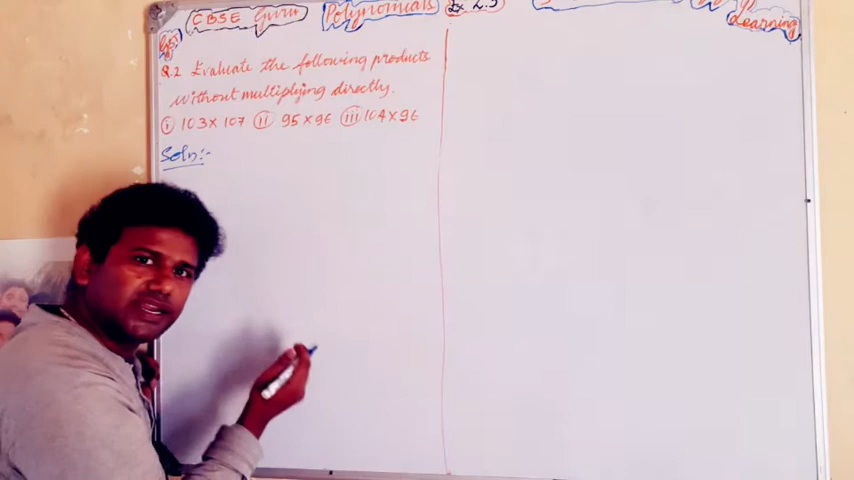 CBSE Guru Polynomials Ex 2.5
Learning
Q.2 Evaluate the following products
without multiplying directly.
i 103 x 107 ii 95 x 96 iii 104 x 96
Soln:-